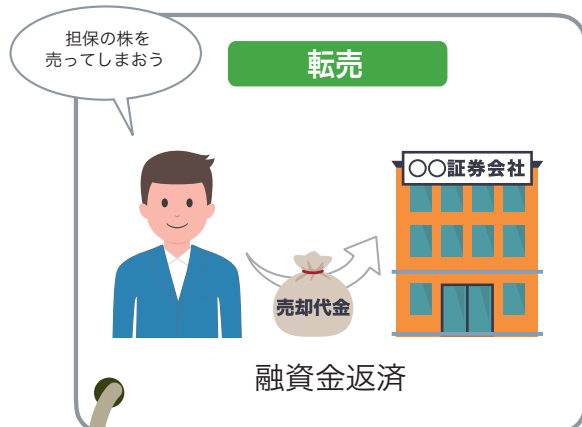 担保の株を
売ってしまおう
転売
○○証券会社
売却代金
融資金返済